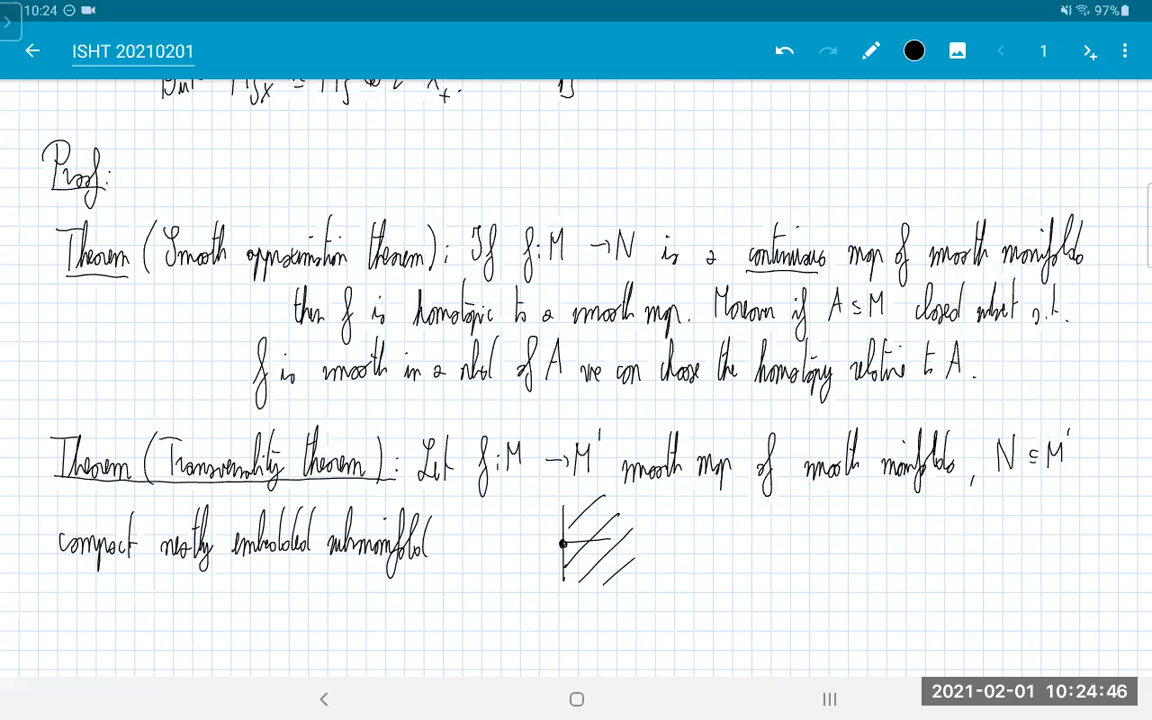 10:24
97%
ISHT 20210201
1
Proof:
Theorem (Smooth approximation theorem): If f: M → N is a continuous map of smooth manifolds
then f is homotopic to a smooth map. Moreover if A ⊆ M closed subset s.t.
f is smooth in a nbd of A we can choose the homotopy relative to A.
Theorem (Transversality theorem): Let f: M → M' smooth map of smooth manifolds, N ⊆ M'
compact neatly embedded submanifold
2021-02-01 10:24:46